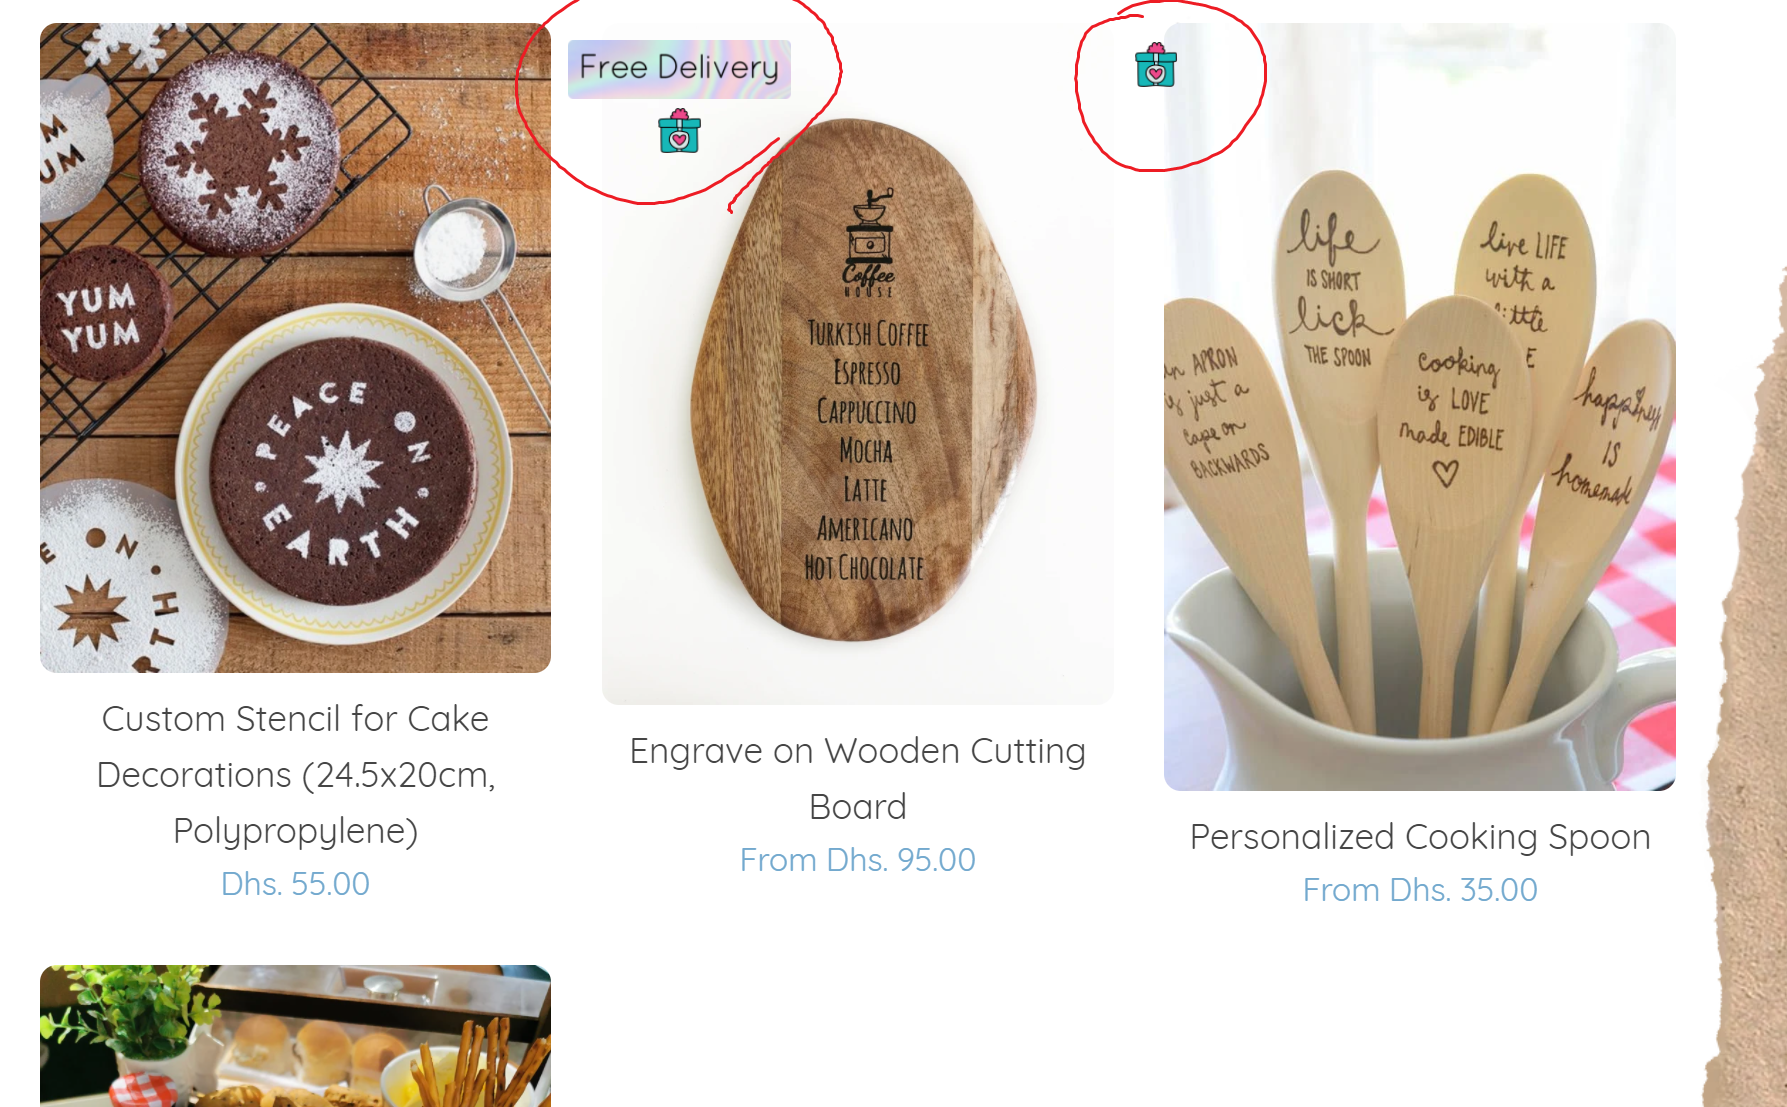 Free Delivery
M
UM
YUM
YUM
PEACE
ON
EARTH
E ON
RTH
Coffee
HOUSE
TURKISH COFFEE
ESPRESSO
CAPPUCCINO
MOCHA
LATTE
AMERICANO
HOT CHOCOLATE
an APRON
is just a
cape on
BACKWARDS
life
IS SHORT
lick
THE SPOON
live LIFE
with a
little
E
cooking
is LOVE
made EDIBLE
happiness
IS
homemade
Custom Stencil for Cake
Decorations (24.5x20cm,
Polypropylene)
Dhs. 55.00
Engrave on Wooden Cutting
Board
From Dhs. 95.00
Personalized Cooking Spoon
From Dhs. 35.00